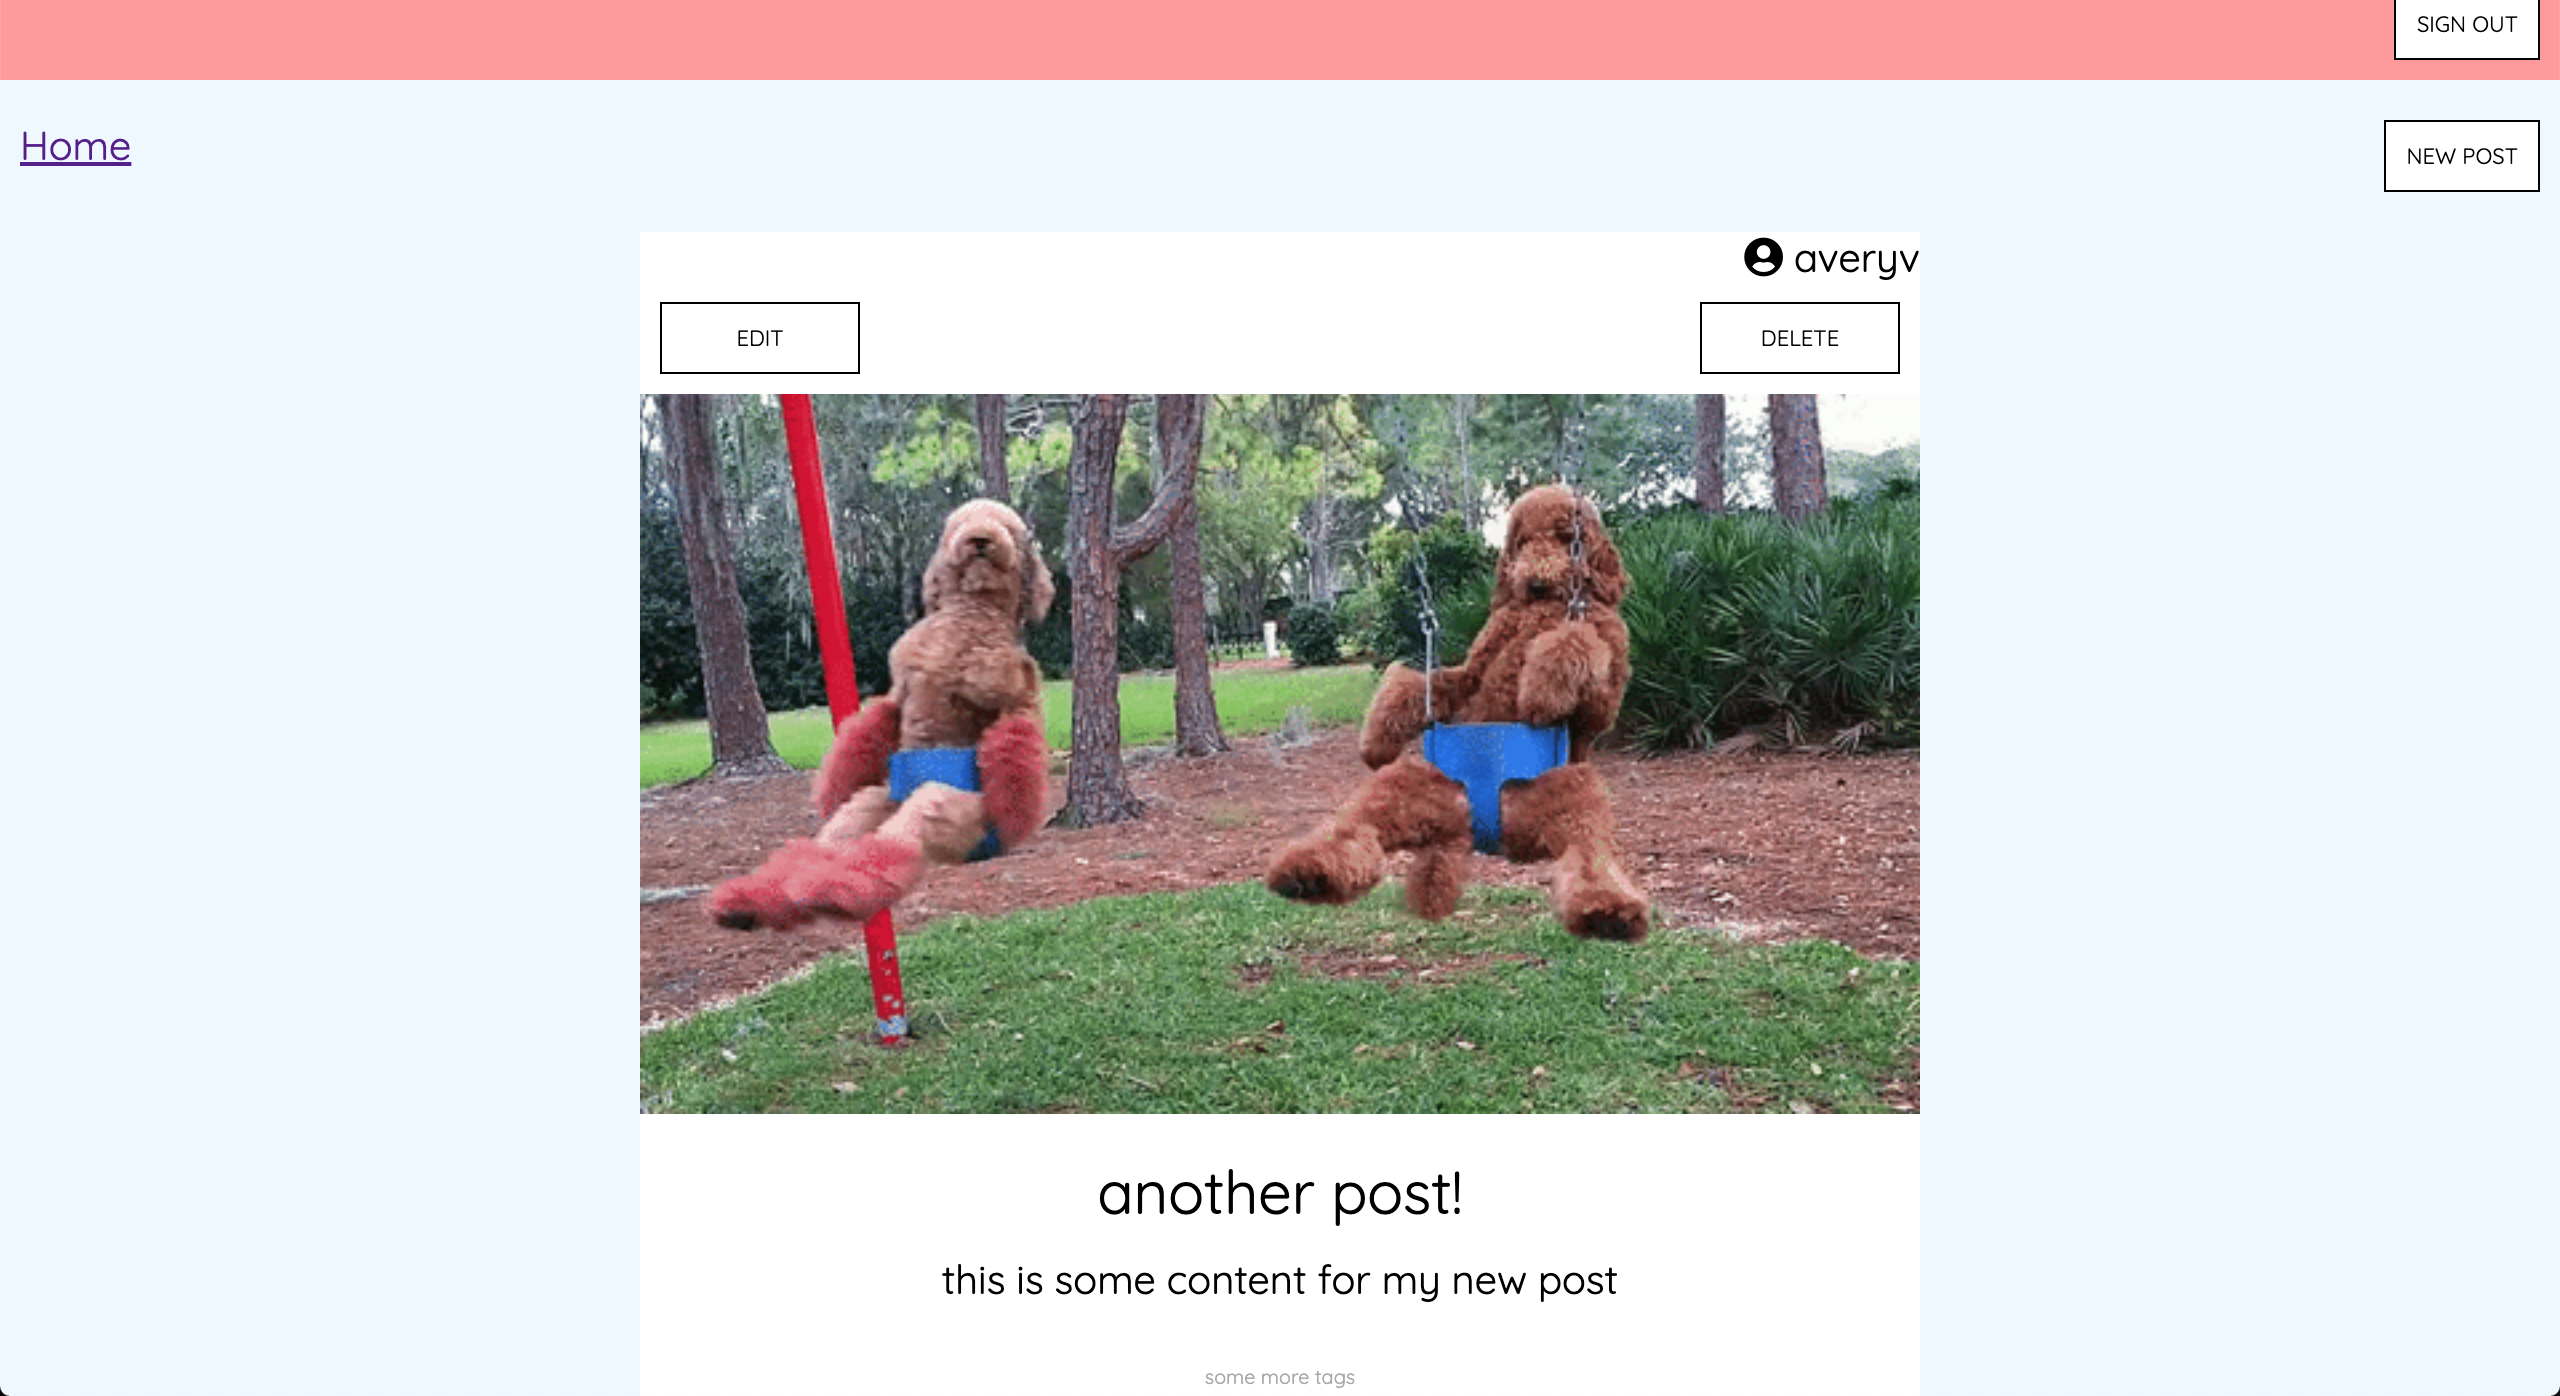 SIGN OUT
Home
NEW POST
averyv
EDIT
DELETE
another post!
this is some content for my new post
some more tags